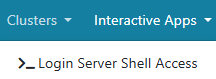 Clusters Interactive Apps
Login Server Shell Access